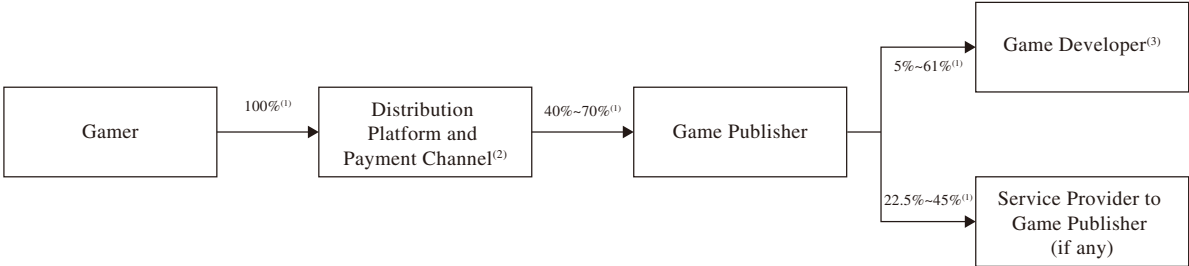 Gamer
100%(1)
Distribution
Platform and
Payment Channel(2)
40%~70%(1)
Game Publisher
5%~61%(1)
Game Developer(3)
22.5%~45%(1)
Service Provider to
Game Publisher
(if any)